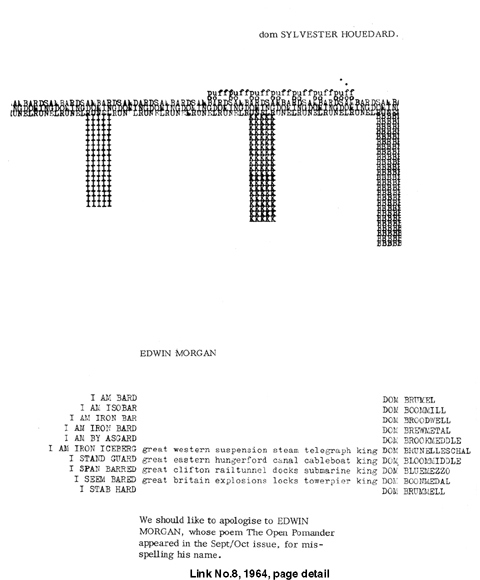 dom SYLVESTER HOUEDARD.
puffpuffpuffpuffpuffpuffpuff
EDWIN MORGAN
I AM BARD DOM BRUMEL
I AM ISOBAR DOM BOOMMILL
I AM IRON BAR DOM BROODWELL
I AM IRON BARD DOM BREWMETAL
I AM BY ASGARD DOM BROOKMEDDLE
I AM IRON ICEBERG great western suspension steam telegraph king DOM BRUNELLESCHAL
I STAND GUARD great eastern hungerford canal cableboat king DOM BLOOMMIDDLE
I SPAN BARRED great clifton railtunnel docks submarine king DOM BLUEMEZZO
I SEEM BARED great britain explosions locks towerpier king DOM BOONMEDAL
I STAB HARD DOM BRUMMELL
We should like to apologise to EDWIN
MORGAN, whose poem The Open Pomander
appeared in the Sept/Oct issue, for mis-
spelling his name.
Link No.8, 1964, page detail